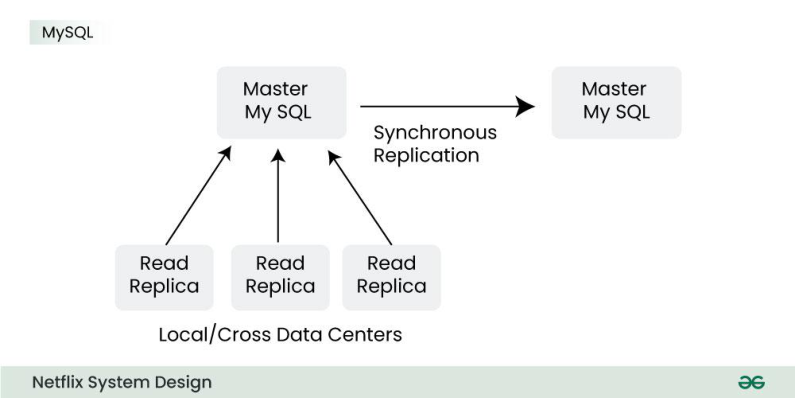 MySQL
Master
My SQL
Synchronous
Replication
Master
My SQL
Read
Replica
Read
Replica
Read
Replica
Local/Cross Data Centers
Netflix System Design